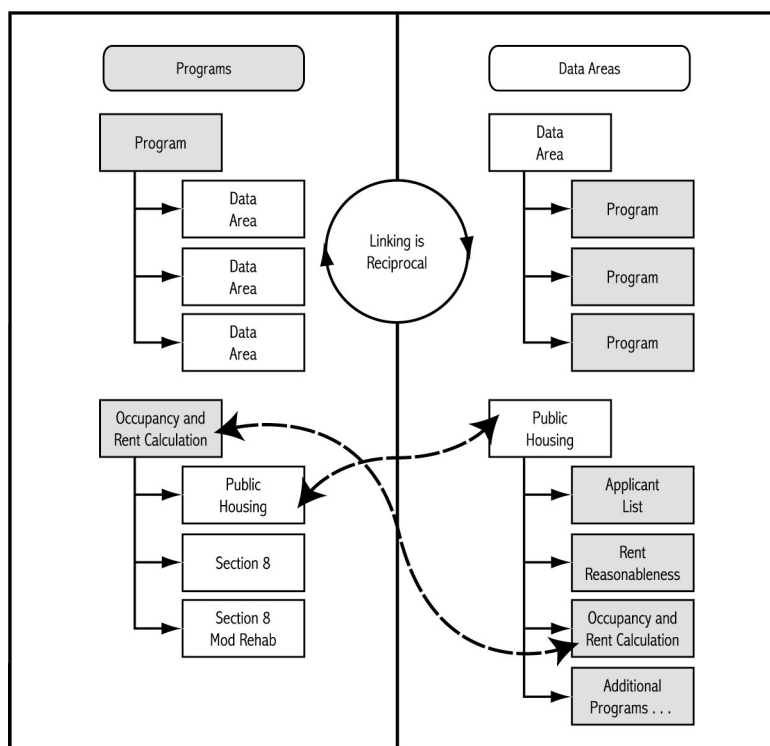 Programs
Program
Data
Area
Data
Area
Data
Area
Occupancy and
Rent Calculation
Public
Housing
Section 8
Section 8
Mod Rehab
Linking is
Reciprocal
Data Areas
Data
Area
Program
Program
Program
Public
Housing
Applicant
List
Rent
Reasonableness
Occupancy and
Rent Calculation
Additional
Programs . . .